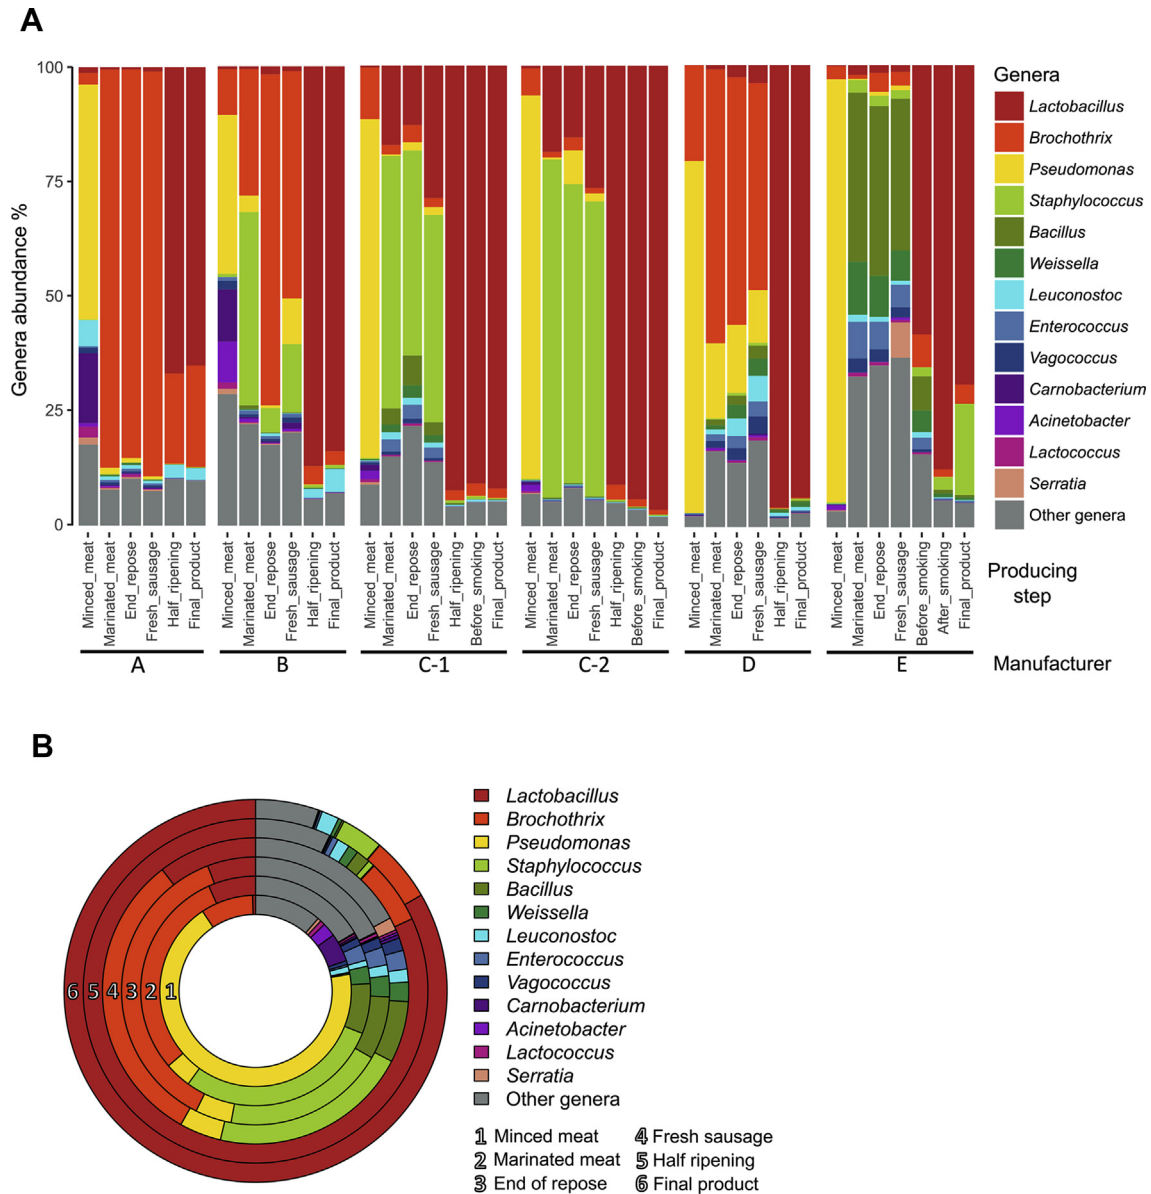 A
Genera abundance %
100
75
50
25
0
Genera
Lactobacillus
Brochothrix
Pseudomonas
Staphylococcus
Bacillus
Weissella
Leuconostoc
Enterococcus
Vagococcus
Carnobacterium
Acinetobacter
Lactococcus
Serratia
Other genera
Minced_meat
Marinated_meat
End_repose
Fresh_sausage
Half_ripening
Final_product
Minced_meat
Marinated_meat
End_repose
Fresh_sausage
Half_ripening
Final_product
Minced_meat
Marinated_meat
End_repose
Fresh_sausage
Half_ripening
Before_smoking
Final_product
Minced_meat
Marinated_meat
End_repose
Fresh_sausage
Half_ripening
Before_smoking
Final_product
Minced_meat
Marinated_meat
End_repose
Fresh_sausage
Half_ripening
Final_product
Minced_meat
Marinated_meat
End_repose
Fresh_sausage
Before_smoking
After_smoking
Final_product
Producing
step
A B C-1 C-2 D E Manufacturer
B
6 5 4 3 2 1
Lactobacillus
Brochothrix
Pseudomonas
Staphylococcus
Bacillus
Weissella
Leuconostoc
Enterococcus
Vagococcus
Carnobacterium
Acinetobacter
Lactococcus
Serratia
Other genera
1 Minced meat 4 Fresh sausage
2 Marinated meat 5 Half ripening
3 End of repose 6 Final product